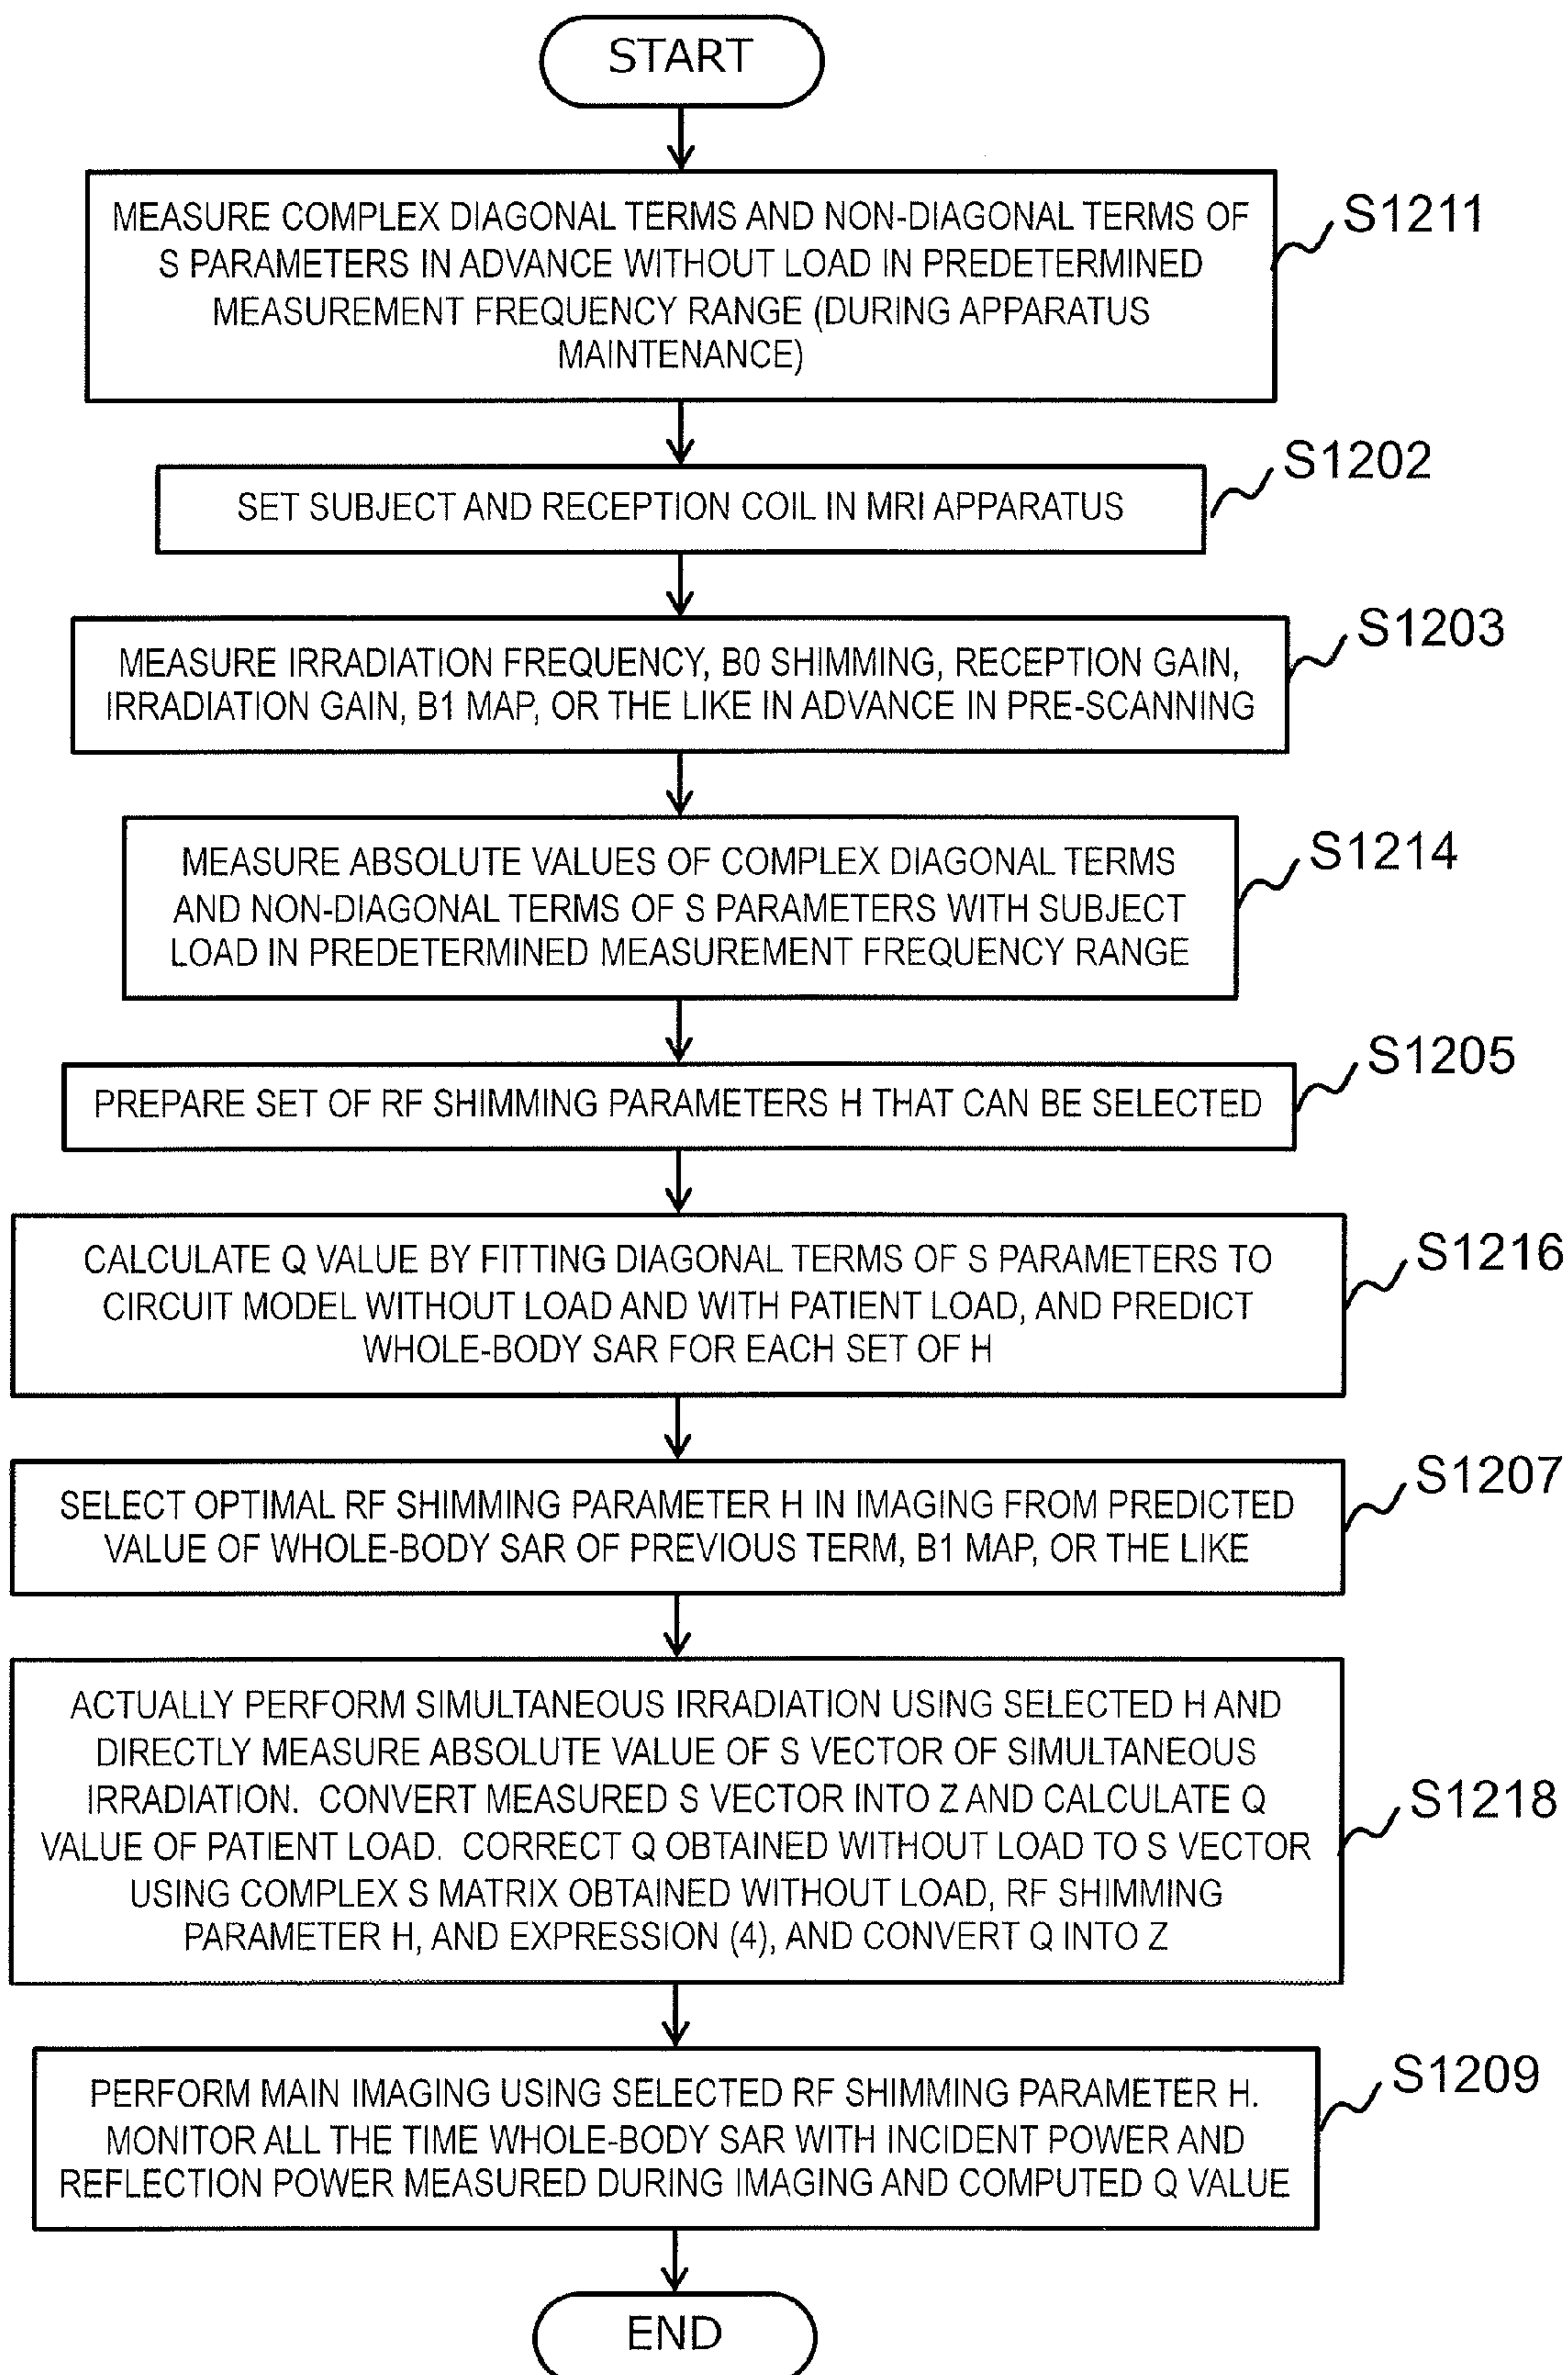 START
MEASURE COMPLEX DIAGONAL TERMS AND NON-DIAGONAL TERMS OF
S PARAMETERS IN ADVANCE WITHOUT LOAD IN PREDETERMINED
MEASUREMENT FREQUENCY RANGE (DURING APPARATUS
MAINTENANCE)
S1211
SET SUBJECT AND RECEPTION COIL IN MRI APPARATUS
S1202
MEASURE IRRADIATION FREQUENCY, B0 SHIMMING, RECEPTION GAIN,
IRRADIATION GAIN, B1 MAP, OR THE LIKE IN ADVANCE IN PRE-SCANNING
S1203
MEASURE ABSOLUTE VALUES OF COMPLEX DIAGONAL TERMS
AND NON-DIAGONAL TERMS OF S PARAMETERS WITH SUBJECT
LOAD IN PREDETERMINED MEASUREMENT FREQUENCY RANGE
S1214
PREPARE SET OF RF SHIMMING PARAMETERS H THAT CAN BE SELECTED
S1205
CALCULATE Q VALUE BY FITTING DIAGONAL TERMS OF S PARAMETERS TO
CIRCUIT MODEL WITHOUT LOAD AND WITH PATIENT LOAD, AND PREDICT
WHOLE-BODY SAR FOR EACH SET OF H
S1216
SELECT OPTIMAL RF SHIMMING PARAMETER H IN IMAGING FROM PREDICTED
VALUE OF WHOLE-BODY SAR OF PREVIOUS TERM, B1 MAP, OR THE LIKE
S1207
ACTUALLY PERFORM SIMULTANEOUS IRRADIATION USING SELECTED H AND
DIRECTLY MEASURE ABSOLUTE VALUE OF S VECTOR OF SIMULTANEOUS
IRRADIATION. CONVERT MEASURED S VECTOR INTO Z AND CALCULATE Q
VALUE OF PATIENT LOAD. CORRECT Q OBTAINED WITHOUT LOAD TO S VECTOR
USING COMPLEX S MATRIX OBTAINED WITHOUT LOAD, RF SHIMMING
PARAMETER H, AND EXPRESSION (4), AND CONVERT Q INTO Z
S1218
PERFORM MAIN IMAGING USING SELECTED RF SHIMMING PARAMETER H.
MONITOR ALL THE TIME WHOLE-BODY SAR WITH INCIDENT POWER AND
REFLECTION POWER MEASURED DURING IMAGING AND COMPUTED Q VALUE
S1209
END